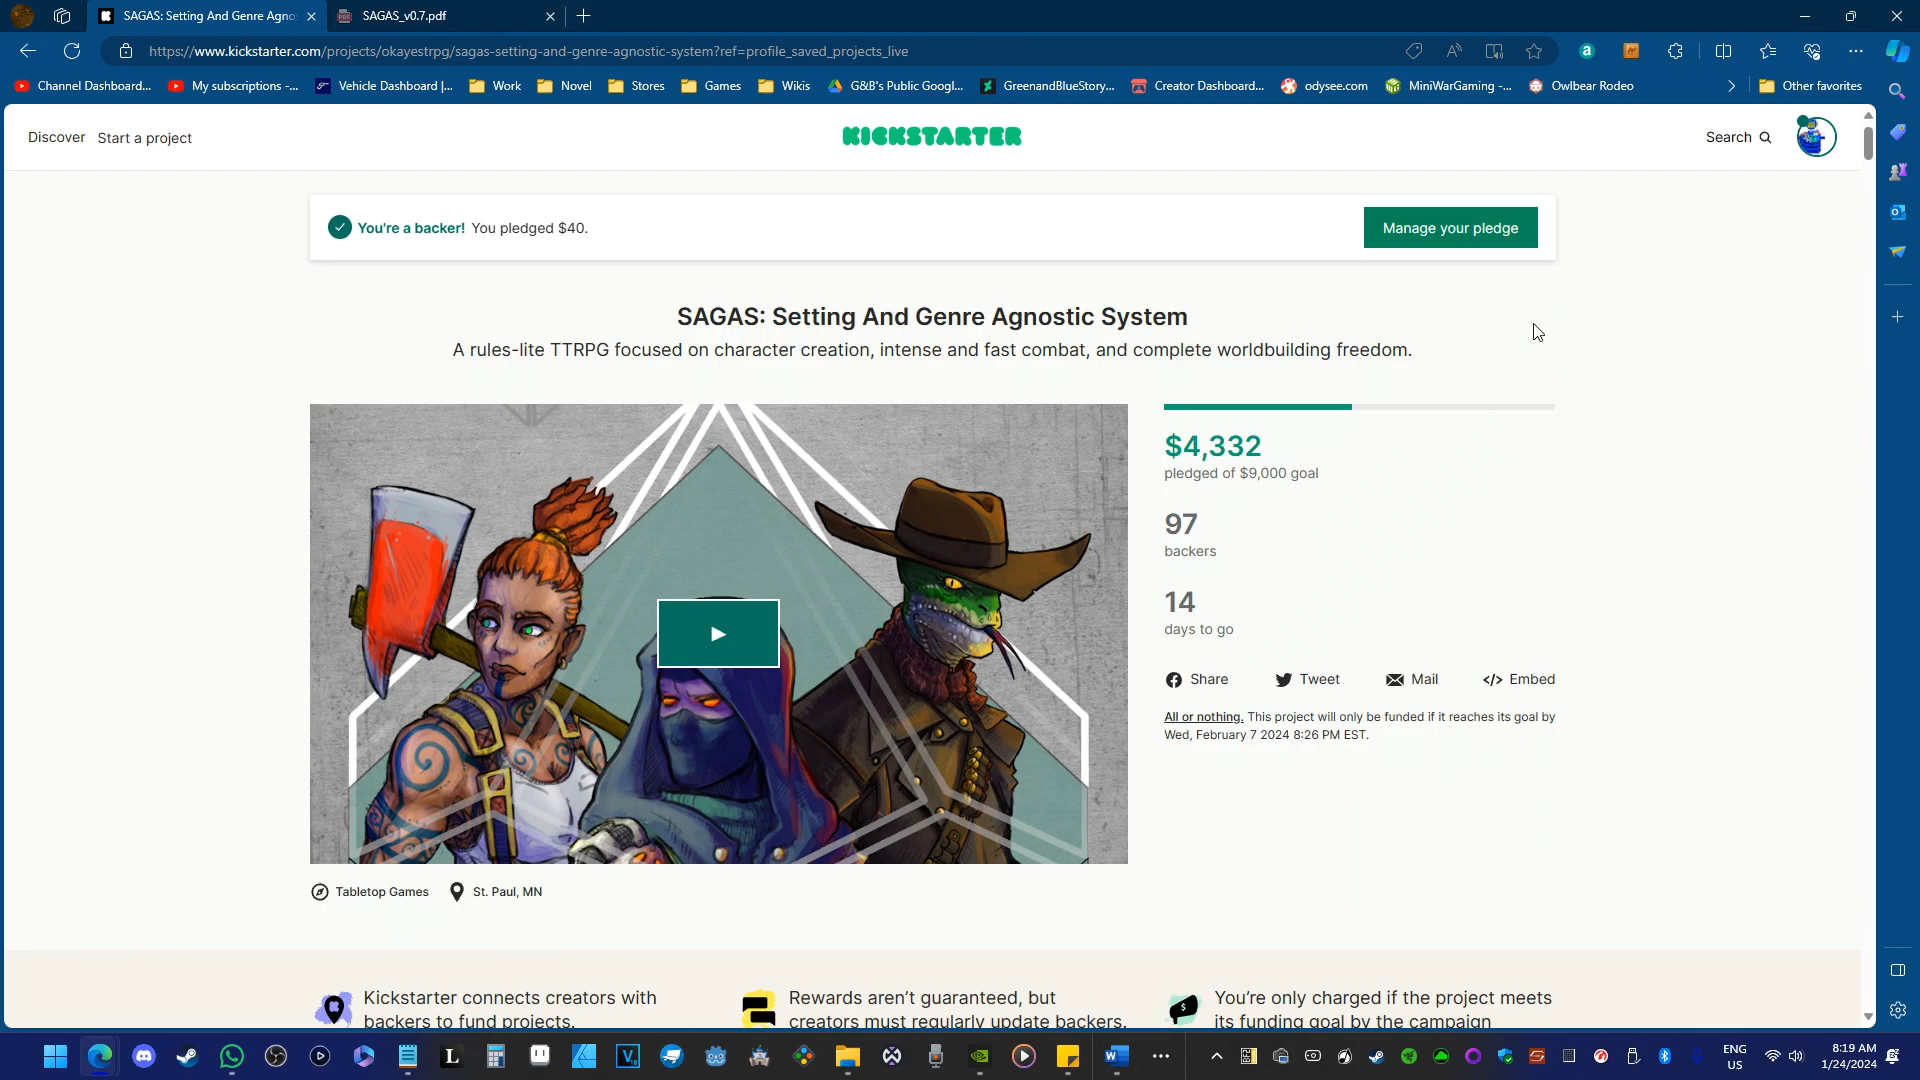 SAGAS: Setting And Genre Agno
SAGAS_v0.7.pdf
https://www.kickstarter.com/projects/okayestrpg/sagas-setting-and-genre-agnostic-system?ref=profile_saved_projects_live
Channel Dashboard...
My subscriptions -...
Vehicle Dashboard |...
Work
Novel
Stores
Games
Wikis
G&B's Public Googl...
GreenandBlueStory...
Creator Dashboard...
odysee.com
MiniWarGaming -...
Owlbear Rodeo
Other favorites
Discover
Start a project
KICKSTARTER
Search
You're a backer! You pledged $40.
Manage your pledge
SAGAS: Setting And Genre Agnostic System
A rules-lite TTRPG focused on character creation, intense and fast combat, and complete worldbuilding freedom.
$4,332
pledged of $9,000 goal
97
backers
14
days to go
Share
Tweet
Mail
Embed
All or nothing. This project will only be funded if it reaches its goal by
Wed, February 7 2024 8:26 PM EST.
Tabletop Games
St. Paul, MN
Kickstarter connects creators with
backers to fund projects.
Rewards aren't guaranteed, but
creators must regularly update backers.
You're only charged if the project meets
its funding goal by the campaign
ENG
US
8:19 AM
1/24/2024